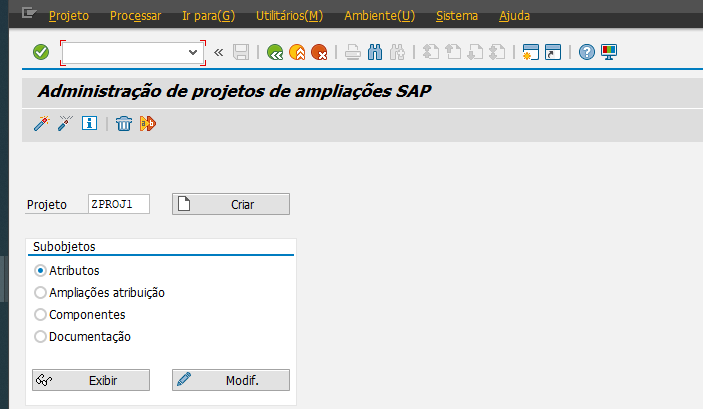 Projeto Processar Ir para(G) Utilitários(M) Ambiente(U) Sistema Ajuda
Administração de projetos de ampliações SAP
Projeto ZPROJ1 Criar
Subobjetos
Atributos
Ampliações atribuição
Componentes
Documentação
Exibir Modif.